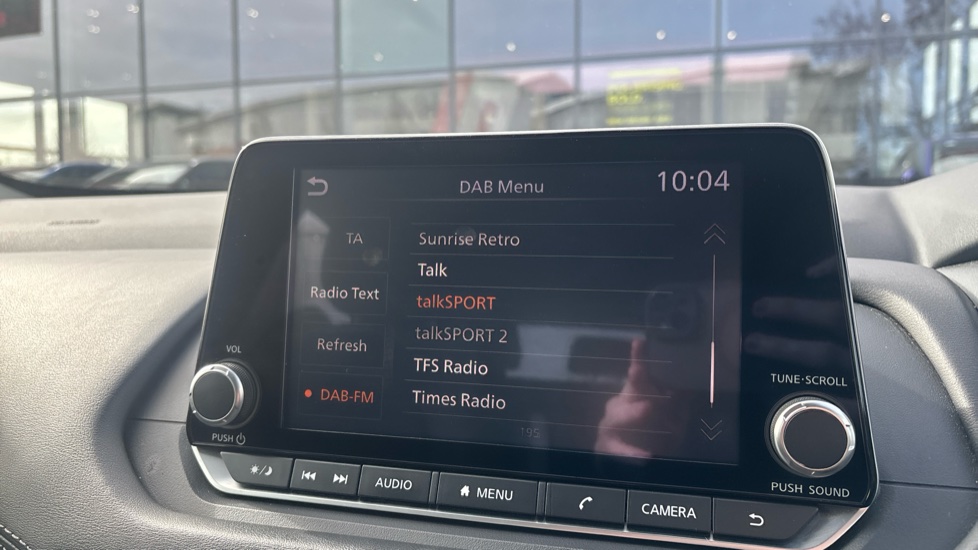 DAB Menu
10:04
TA
Radio Text
Refresh
DAB-FM
Sunrise Retro
Talk
talkSPORT
talkSPORT 2
TFS Radio
Times Radio
195
VOL
PUSH
TUNE·SCROLL
PUSH SOUND
AUDIO
MENU
CAMERA